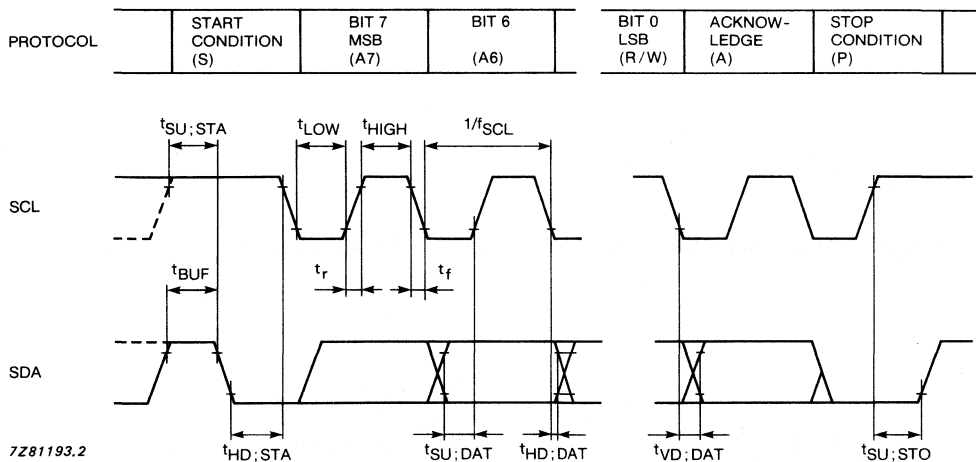 PROTOCOL
START
CONDITION
(S)
BIT 7
MSB
(A7)
BIT 6
(A6)
BIT 0
LSB
(R/W)
ACKNOW-
LEDGE
(A)
STOP
CONDITION
(P)
tSU;STA
tLOW
tHIGH
1/fSCL
SCL
tBUF
tr
tf
SDA
tHD;STA
tSU;DAT
tHD;DAT
tVD;DAT
tSU;STO
7Z81193.2